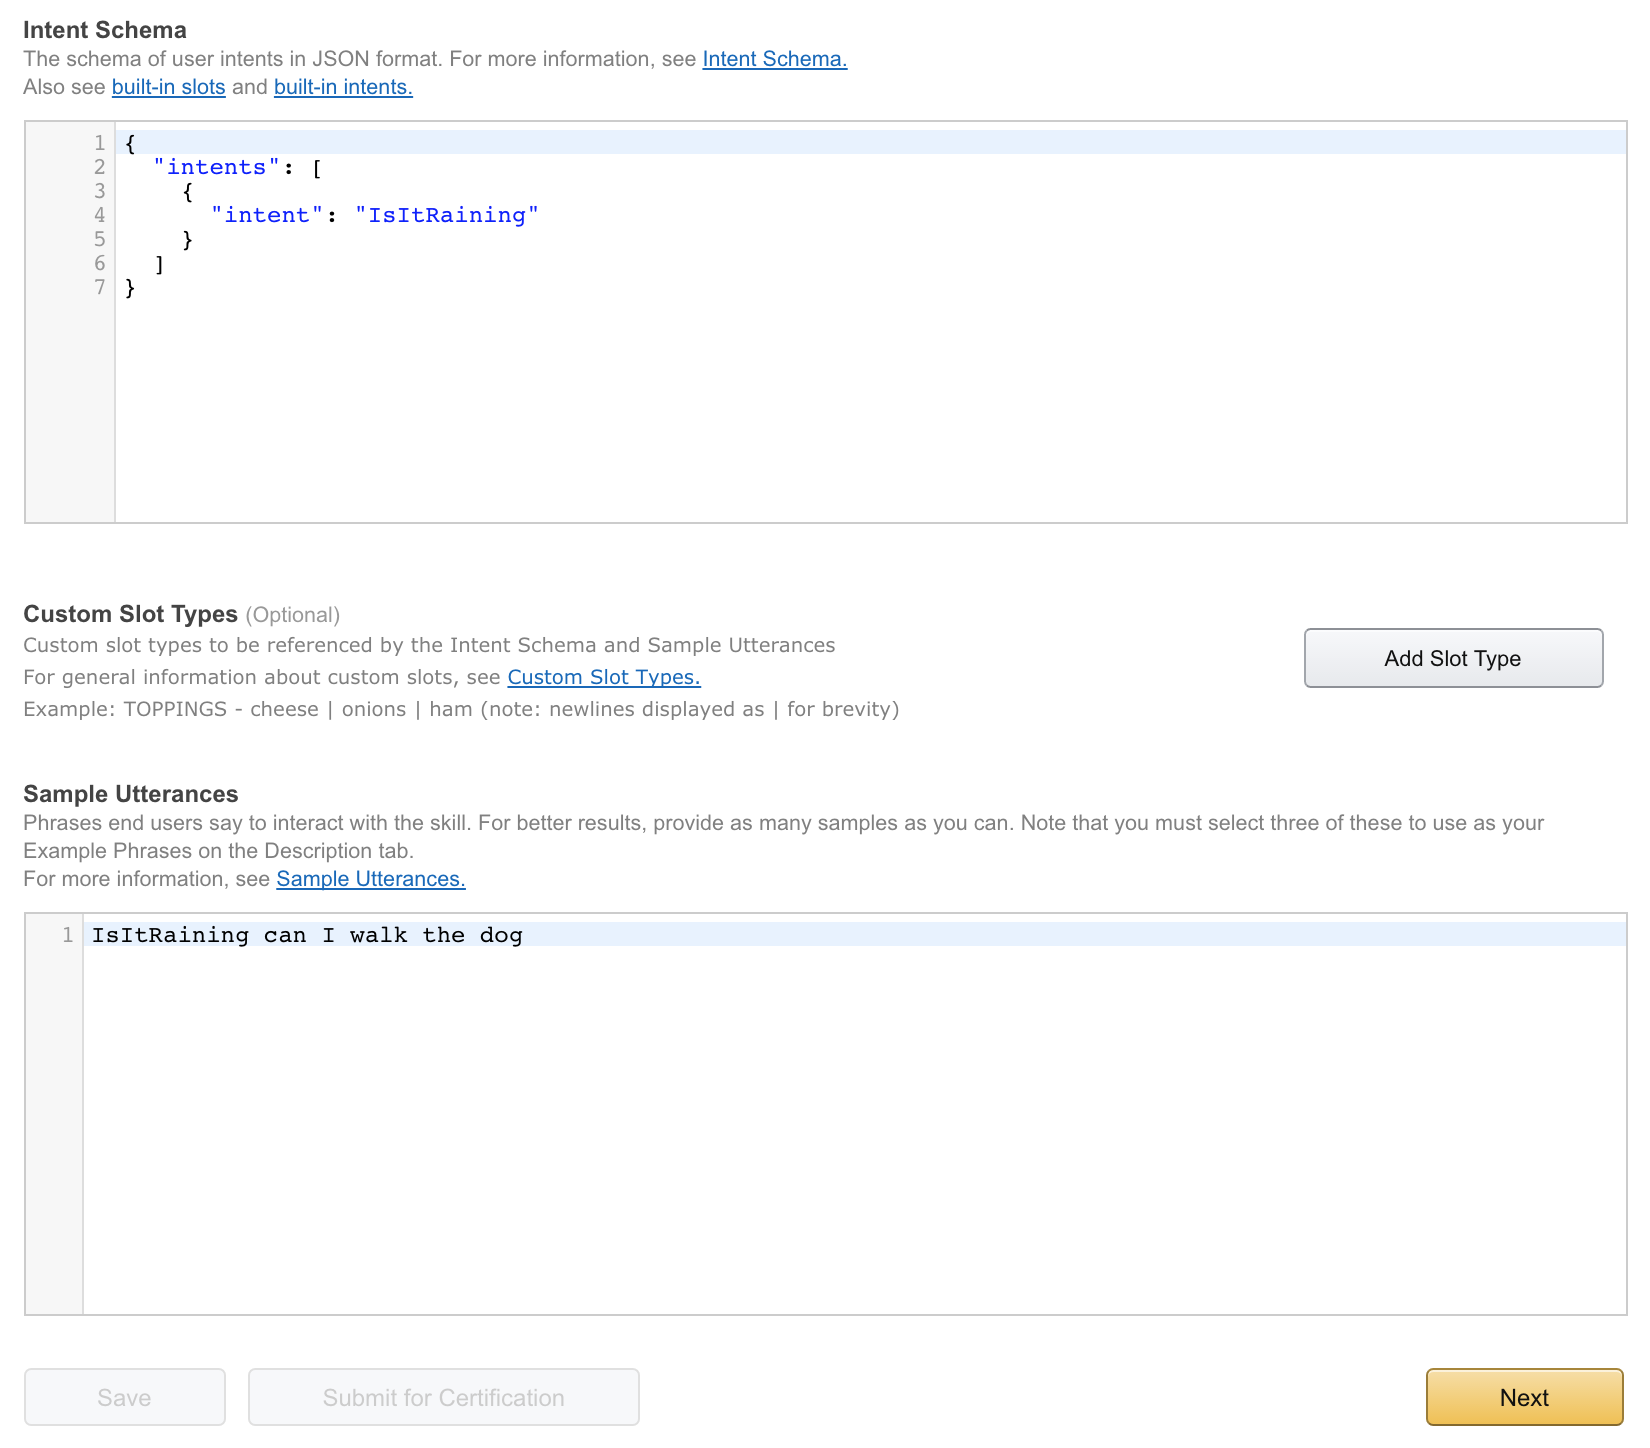 Intent Schema
The schema of user intents in JSON format. For more information, see Intent Schema.
Also see built-in slots and built-in intents.
1 {
2   "intents": [
3     {
4       "intent": "IsItRaining"
5     }
6   ]
7 }
Custom Slot Types (Optional)
Custom slot types to be referenced by the Intent Schema and Sample Utterances
For general information about custom slots, see Custom Slot Types.
Example: TOPPINGS - cheese | onions | ham (note: newlines displayed as | for brevity)
Add Slot Type
Sample Utterances
Phrases end users say to interact with the skill. For better results, provide as many samples as you can. Note that you must select three of these to use as your
Example Phrases on the Description tab.
For more information, see Sample Utterances.
1 IsItRaining can I walk the dog
Save
Submit for Certification
Next